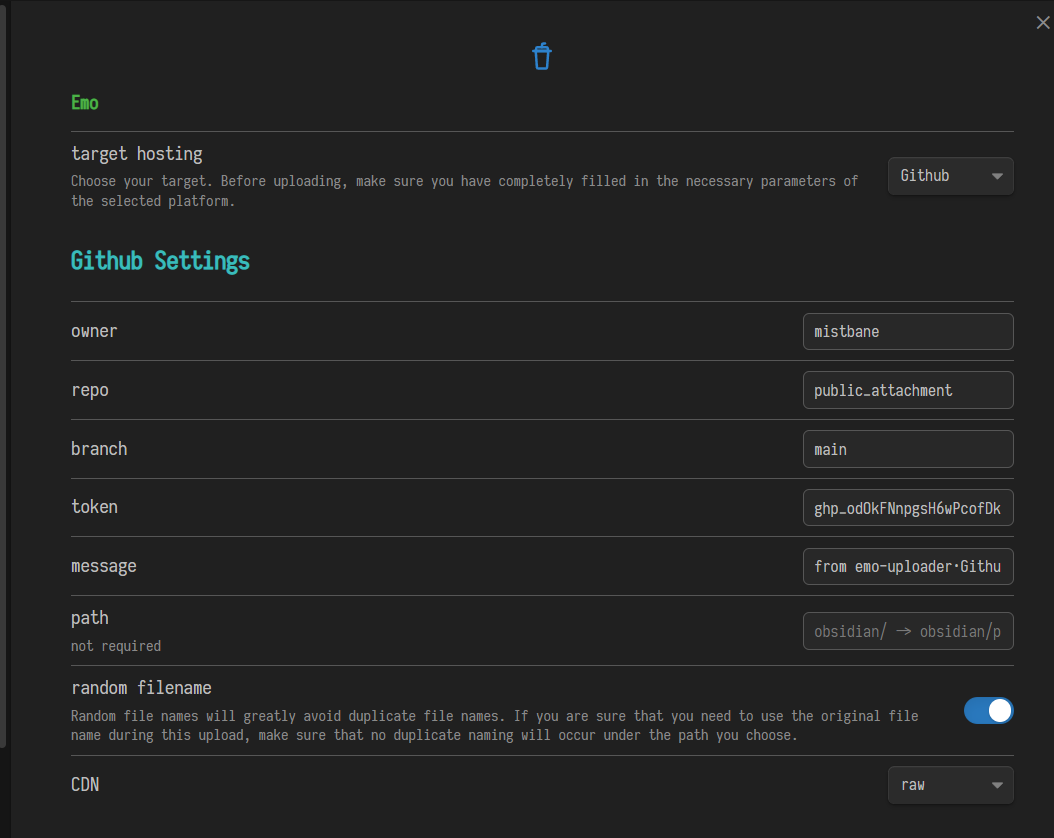 Emo
target hosting
Choose your target. Before uploading, make sure you have completely filled in the necessary parameters of
the selected platform.
Github
Github Settings
owner
mistbane
repo
public_attachment
branch
main
token
ghp_odOkFNnpgsH6wPcofDk
message
from emo-uploader·Githu
path
not required
obsidian/ → obsidian/p
random filename
Random file names will greatly avoid duplicate file names. If you are sure that you need to use the original file
name during this upload, make sure that no duplicate naming will occur under the path you choose.
CDN
raw